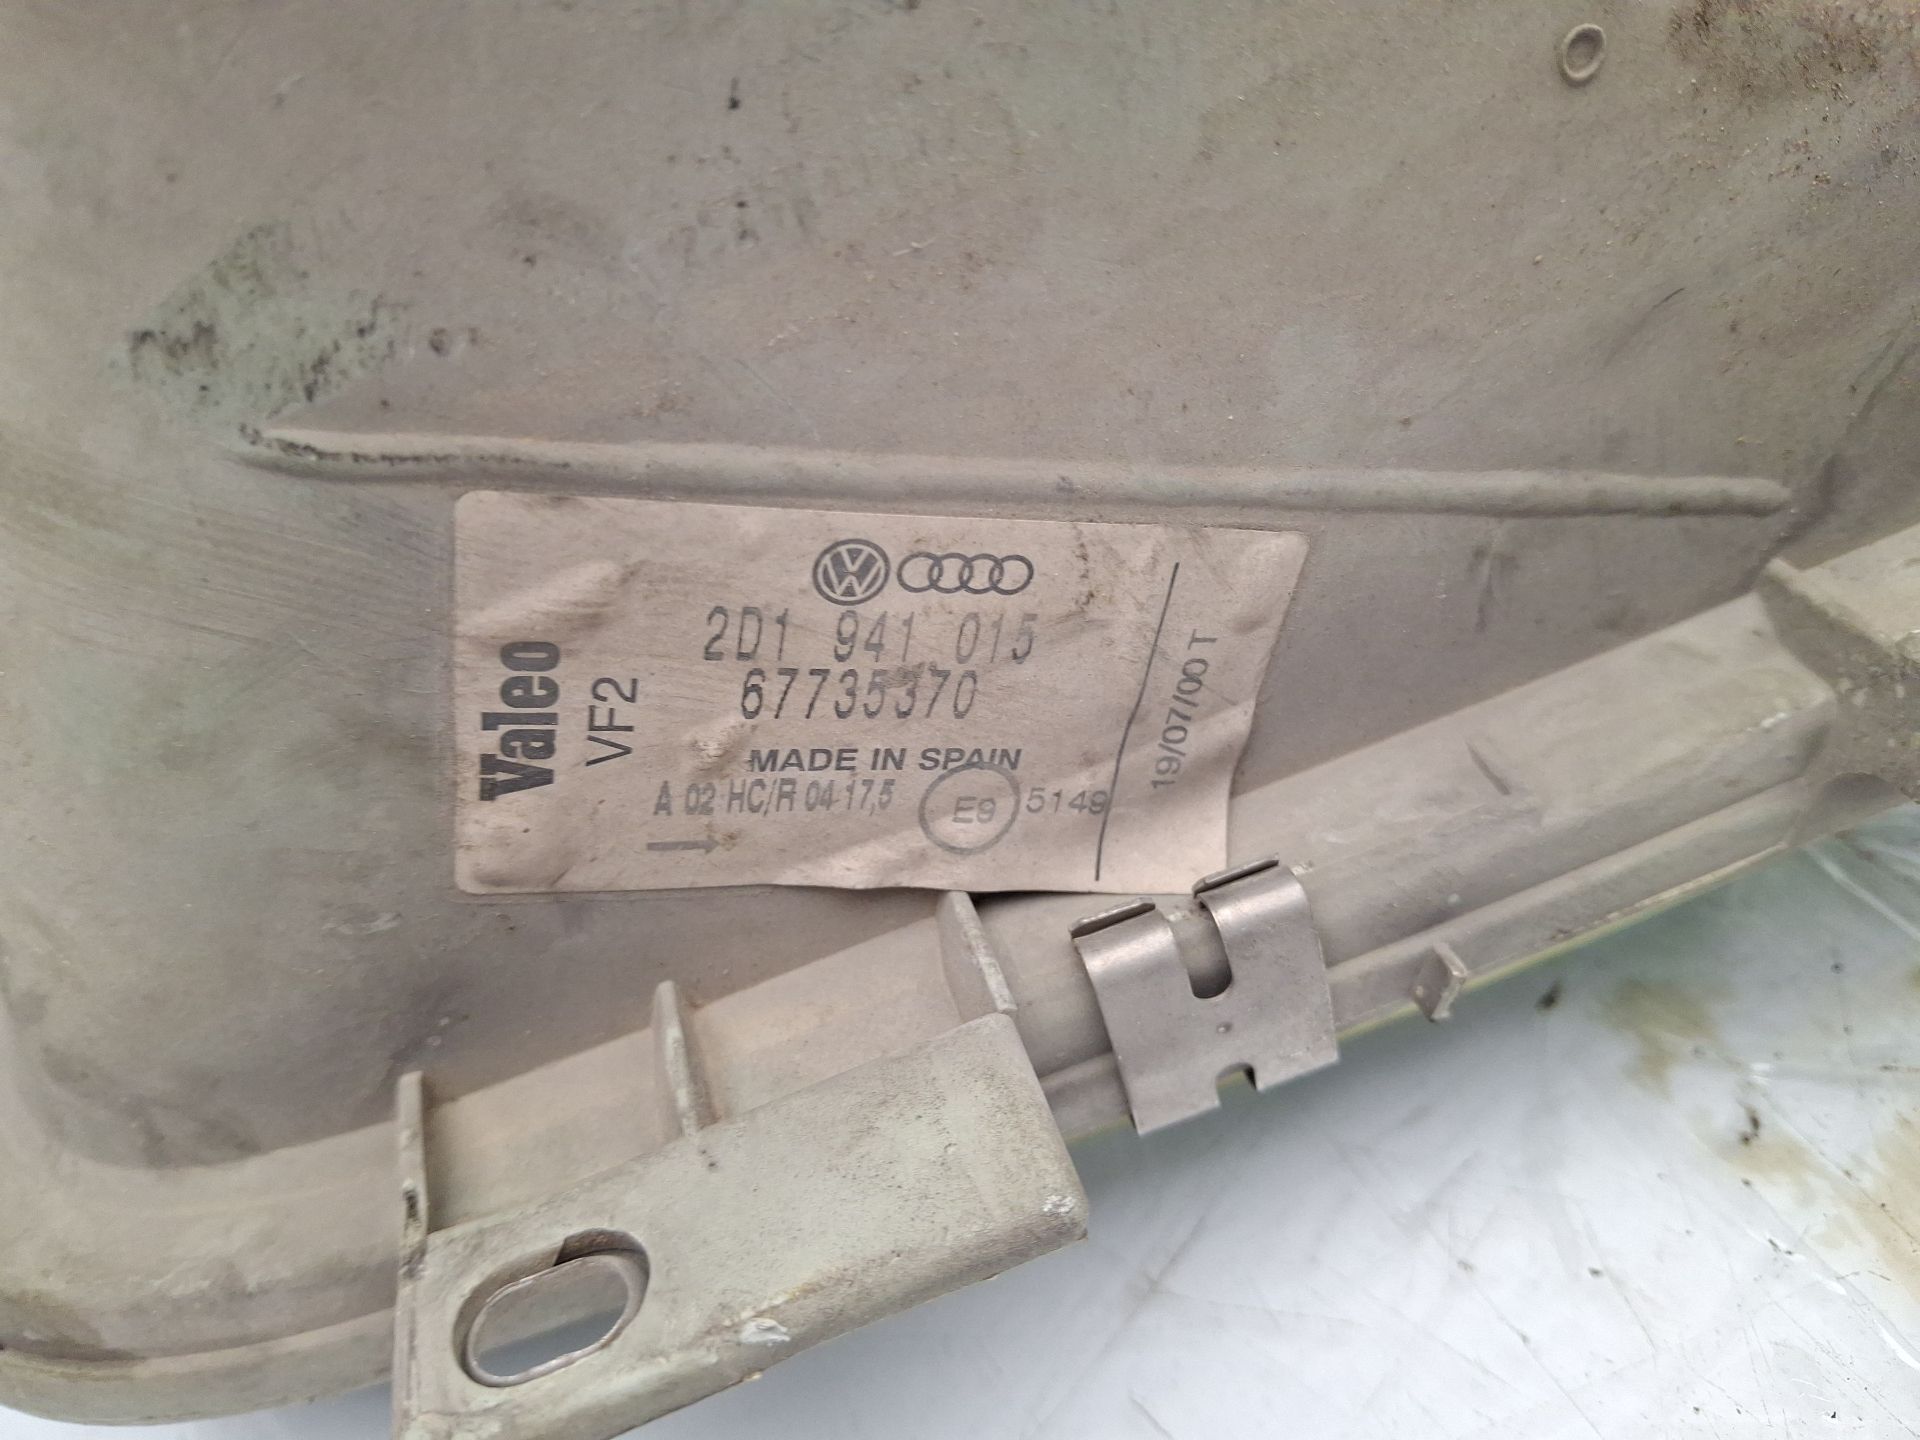 VW
2D1 941 015
67735370
MADE IN SPAIN
A 02 HC/R 04 17,5 E9 5149
Valeo
VF2
19/07/00 T